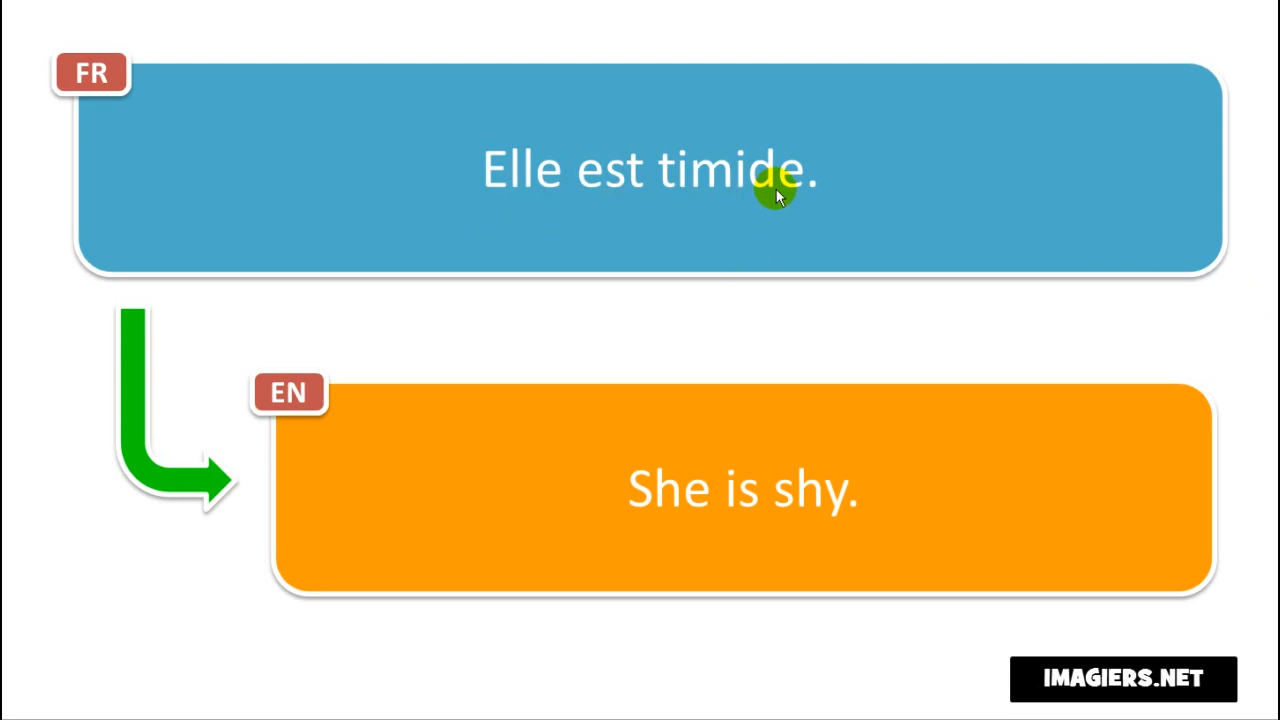 FR
Elle est timide.
EN
She is shy.
IMAGIERS.NET